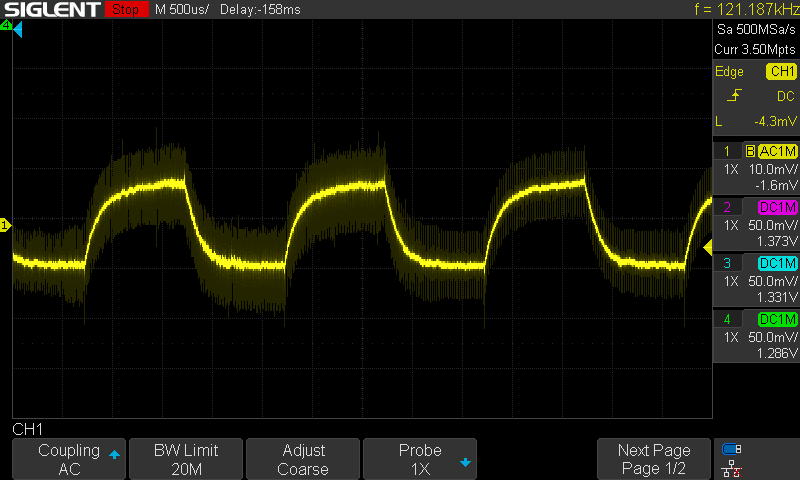 SIGLENT Stop M 500us/ Delay:-158ms f = 121.187kHz
Sa 500MSa/s
Curr 3.50Mpts
Edge CH1
DC
L -4.3mV
1 B AC1M
1X 10.0mV/
-1.6mV
2 DC1M
1X 50.0mV/
1.373V
3 DC1M
1X 50.0mV/
1.331V
4 DC1M
1X 50.0mV/
1.286V
4
1
CH1
Coupling
AC
BW Limit
20M
Adjust
Coarse
Probe
1X
Next Page
Page 1/2